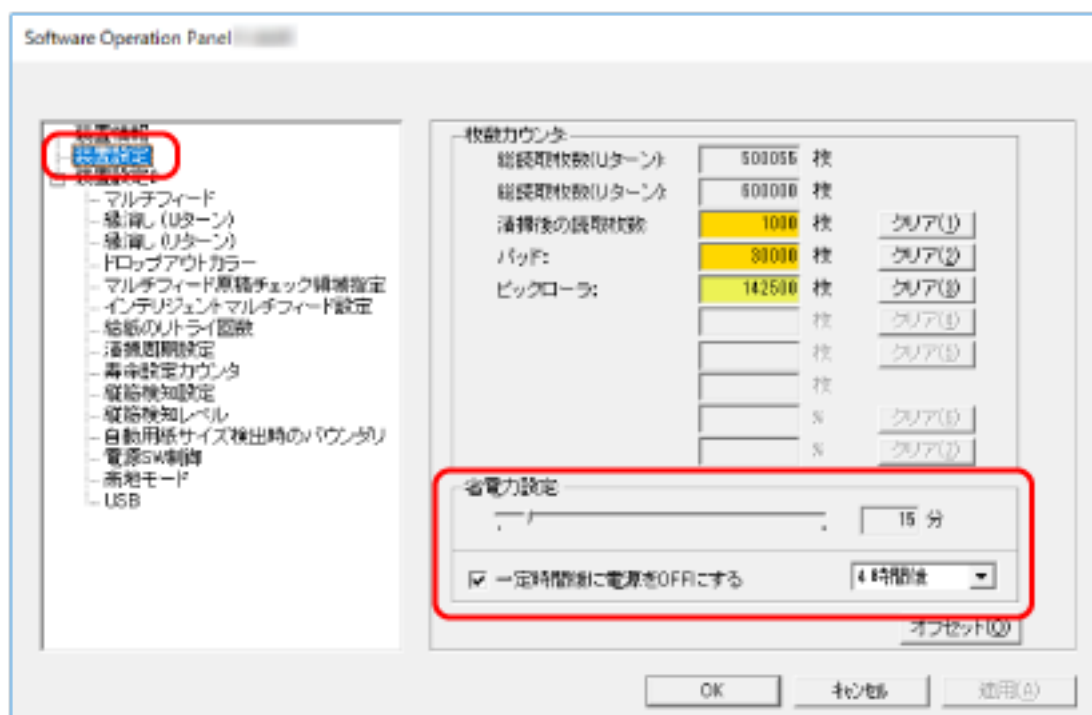 Software Operation Panel
装置情報
装置設定
装置設定2
マルチフィード
縁消し(Uターン)
縁消し(Uターン)
ドロップアウトカラー
マルチフィード原稿チェック領域指定
インテリジェントマルチフィード設定
給紙のリトライ回数
清掃周期設定
寿命設定カウンタ
縦筋検知設定
縦筋検知レベル
自動用紙サイズ検出時のバウンダリ
電源SW制御
高地モード
USB
枚数カウンタ
総読取枚数(Uターン): 500055 枚
総読取枚数(Uターン): 600000 枚
清掃後の読取枚数 1000 枚 クリア(1)
パッド: 30000 枚 クリア(2)
ピックローラ: 142500 枚 クリア(3)
枚 クリア(4)
枚 クリア(5)
枚
% クリア(6)
% クリア(7)
省電力設定
15 分
一定時間後に電源をOFFにする 4 時間後
オフセット(O)
OK キャンセル 適用(A)